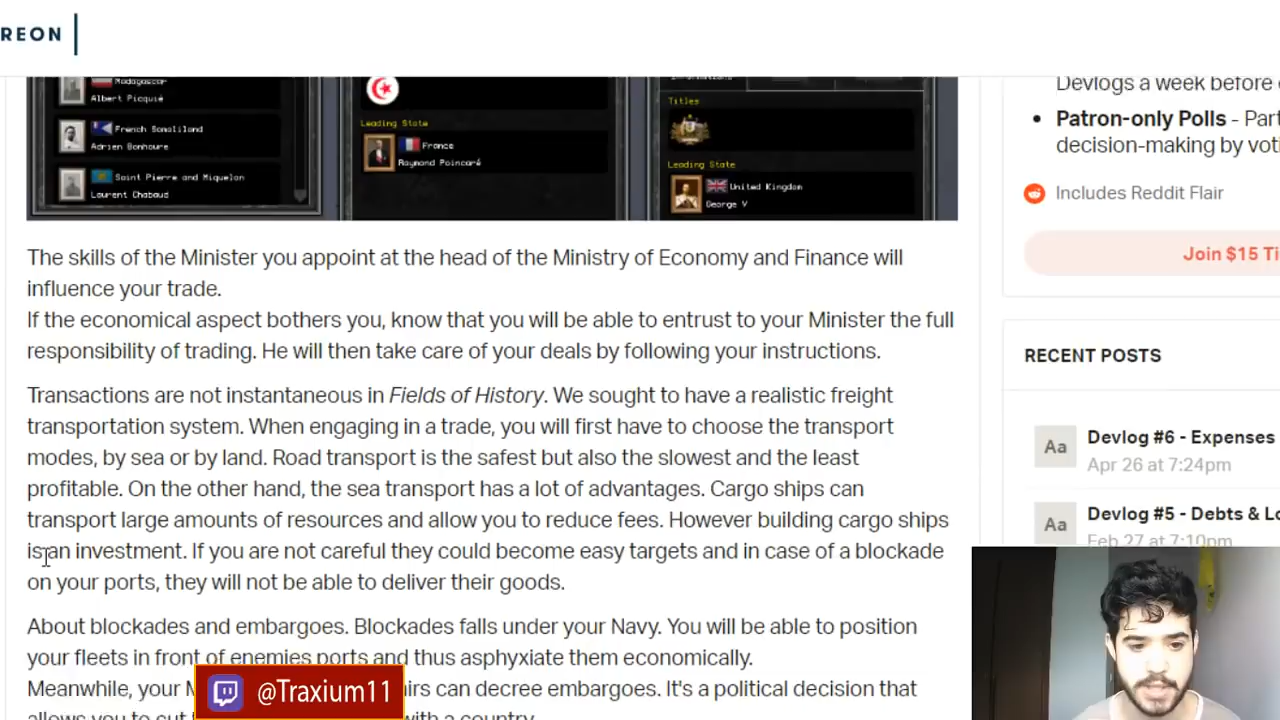 REON
Madagascar
Albert Picquié
French Somaliland
Adrien Bonhoure
Saint Pierre and Miquelon
Laurent Chabaud
Leading State
France
Raymond Poincaré
Titles
Leading State
United Kingdom
George V
The skills of the Minister you appoint at the head of the Ministry of Economy and Finance will
influence your trade.
If the economical aspect bothers you, know that you will be able to entrust to your Minister the full
responsibility of trading. He will then take care of your deals by following your instructions.
Transactions are not instantaneous in Fields of History. We sought to have a realistic freight
transportation system. When engaging in a trade, you will first have to choose the transport
modes, by sea or by land. Road transport is the safest but also the slowest and the least
profitable. On the other hand, the sea transport has a lot of advantages. Cargo ships can
transport large amounts of resources and allow you to reduce fees. However building cargo ships
is an investment. If you are not careful they could become easy targets and in case of a blockade
on your ports, they will not be able to deliver their goods.
About blockades and embargoes. Blockades falls under your Navy. You will be able to position
your fleets in front of enemies ports and thus asphyxiate them economically.
Meanwhile, your M irs can decree embargoes. It's a political decision that
allows you to cut with a country.
@Traxium11
Devlogs a week before
Patron-only Polls - Part
decision-making by voti
Includes Reddit Flair
Join $15 Ti
RECENT POSTS
Aa
Devlog #6 - Expenses
Apr 26 at 7:24pm
Aa
Devlog #5 - Debts & Lo
Feb 27 at 7:10pm